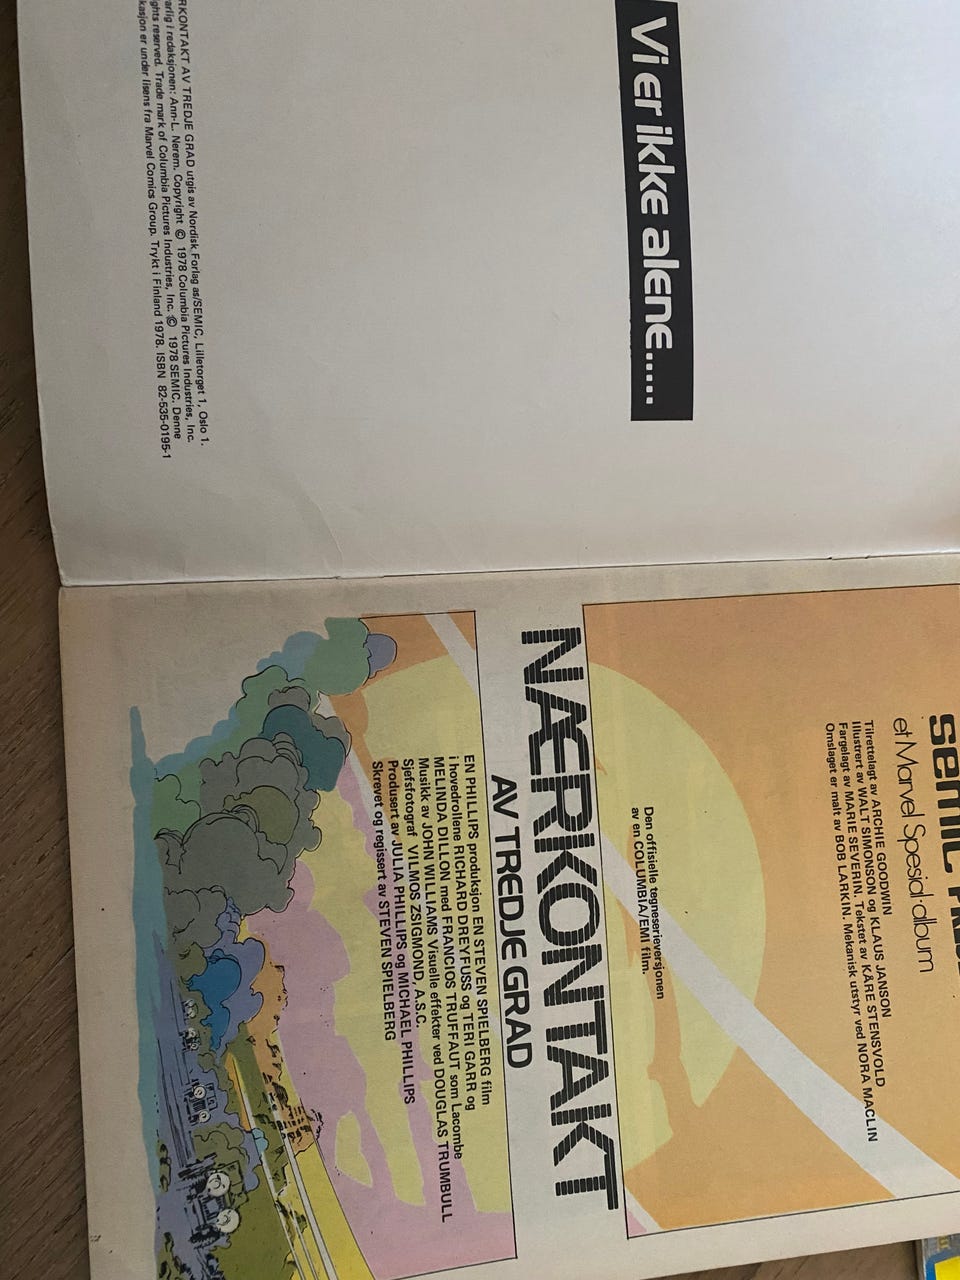 Vi er ikke alene.....
RKONTAKT AV TREDJE GRAD utgis av Nordisk Forlag as/SEMIC, Lilletorget 1, Oslo 1.
arlig i redaksjonen: Ann-L. Nerem. Copyright © 1978 Columbia Pictures Industries, Inc.
ghts reserved. Trade mark of Columbia Pictures Industries, Inc. © 1978 SEMIC. Denne
kasjon er under lisens fra Marvel Comics Group. Trykt i Finland 1978. ISBN 82-535-0195-1
semic
et Marvel Spesial·album
Tilrettelagt av ARCHIE GOODWIN
Illustrert av WALT SIMONSON og KLAUS JANSON
Fargelagt av MARIE SEVERIN. Tekstet av KÅRE STENSVOLD
Omslaget er malt av BOB LARKIN. Mekanisk utstyr ved NORA MACLIN
Den offisielle tegneserieversjonen
av en COLUMBIA/EMI film.
NÆRKONTAKT
AV TREDJE GRAD
EN PHILLIPS produksjon EN STEVEN SPIELBERG film
i hovedrollene RICHARD DREYFUSS og TERI GARR og
MELINDA DILLON med FRANCIOS TRUFFAUT som Lacombe
Musikk av JOHN WILLIAMS Visuelle effekter ved DOUGLAS TRUMBULL
Sjefsfotograf VILMOS ZSIGMOND, A.S.C.
Produsert av JULIA PHILLIPS og MICHAEL PHILLIPS
Skrevet og regissert av STEVEN SPIELBERG